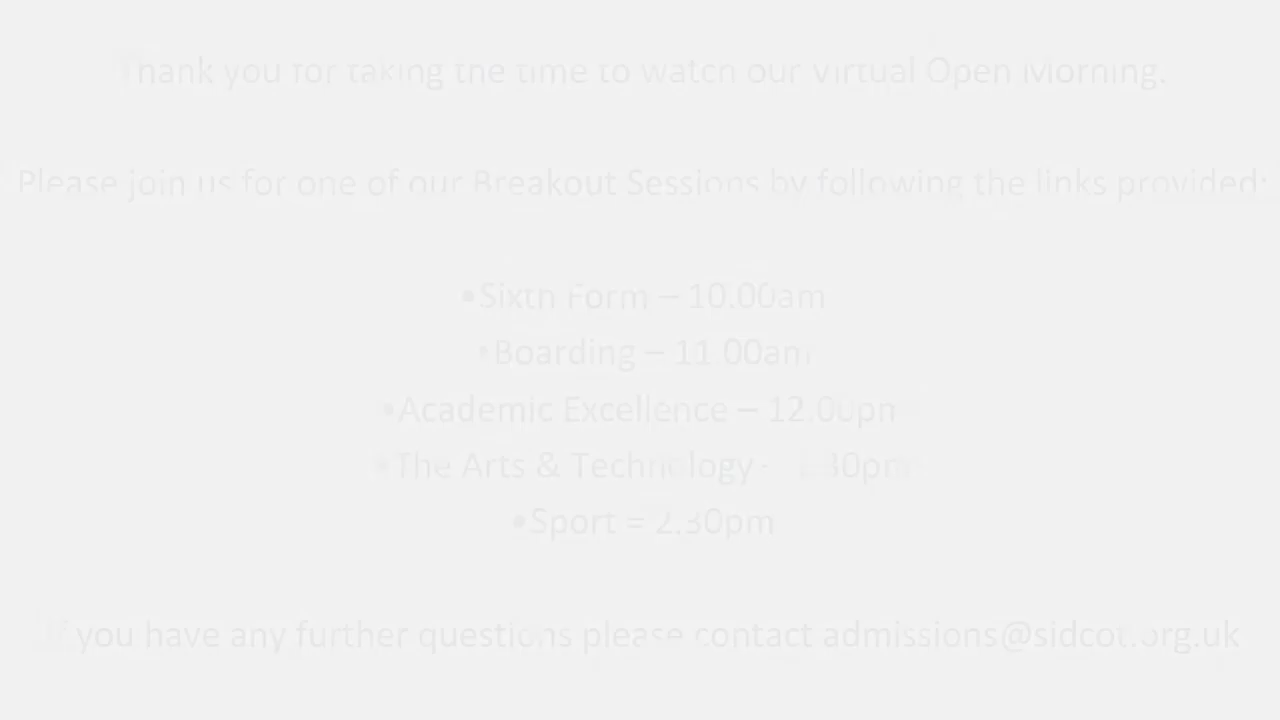 Thank you for taking the time to watch our Virtual Open Morning.
Please join us for one of our Breakout Sessions by following the links provided:
•Sixth Form – 10.00am
•Boarding – 11.00am
•Academic Excellence – 12.00pm
•The Arts & Technology -
•Sport = 2.30pm
If you have any further questions please contact admissions@sidcot.org.uk